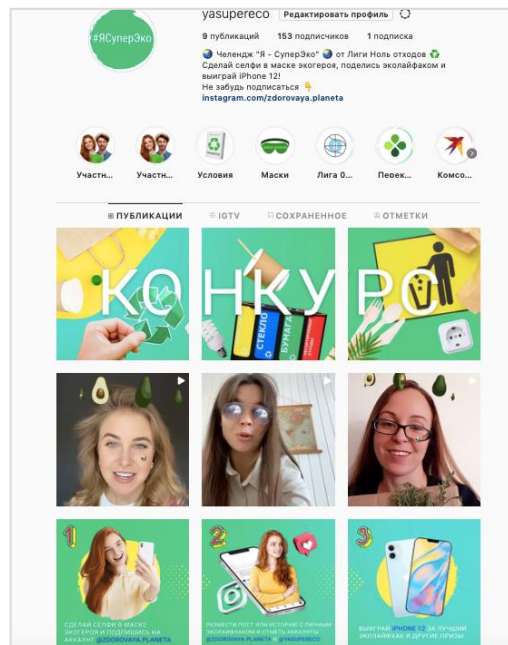 #ЯСуперЭко
yasupereco Редактировать профиль
9 публикаций 153 подписчиков 1 подписка
🌏 Челендж "Я - СуперЭко" 🌏 от Лиги Ноль отходов ♻
Сделай селфи в маске экогероя, поделись эколайфаком и
выиграй iPhone 12!
Не забудь подписаться 👇
instagram.com/zdorovaya.planeta
Участн... Участн... Условия Маски Лига 0... Перек... Комсо...
ПУБЛИКАЦИИ IGTV СОХРАНЕННОЕ ОТМЕТКИ
КОНКУРС
СТЕКЛО
БУМАГА
1
СДЕЛАЙ СЕЛФИ В МАСКЕ
ЭКОГЕРОЯ И ПОДПИШИСЬ НА
АККАУНТ @ZDOROVAYA.PLANETA
2
РАЗМЕСТИ ПОСТ ИЛИ ИСТОРИЮ С ЛИЧНЫМ
ЭКОЛАЙФХАКОМ И ОТМЕТЬ АККАУНТЫ
@ZDOROVAYA.PLANETA И @YASUPERECO
3
ВЫИГРАЙ IPHONE 12 ЗА ЛУЧШИЙ
ЭКОЛАЙФХАК И ДРУГИЕ ПРИЗЫ